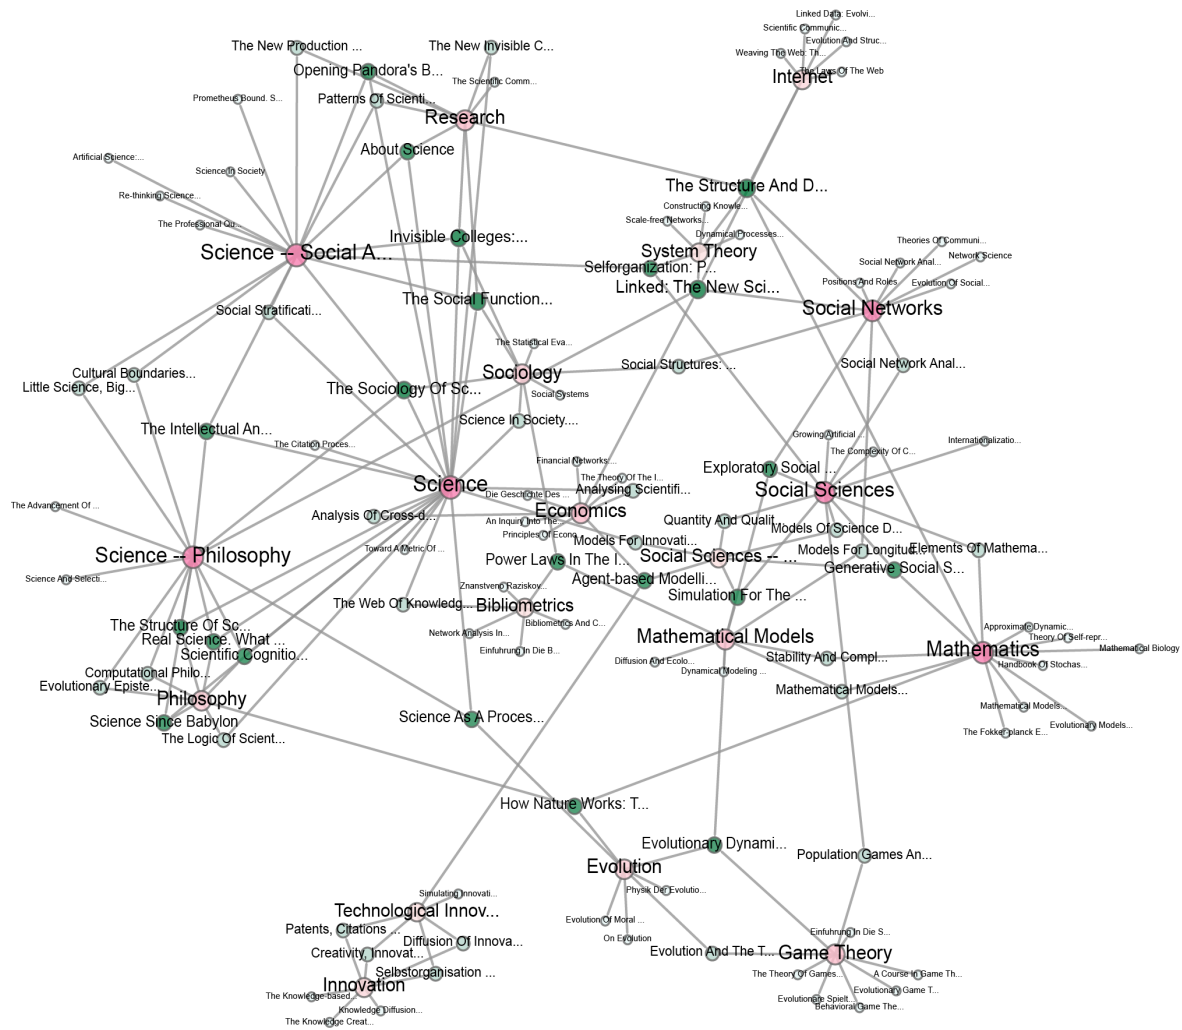 Linked Data: Evolvi...
Scientific Communic...
Evolution And Struc...
Weaving The Web: Th...
The Laws Of The Web
Internet
The New Production ...
The New Invisible C...
Opening Pandora's B...
The Scientific Comm...
Prometheus Bound. S...
Patterns Of Scienti...
Research
About Science
Artificial Science:...
Science In Society
Re-thinking Science...
The Professional Qu...
The Structure And D...
Constructing Knowle...
Scale-free Networks...
Dynamical Processes...
Invisible Colleges:...
Science -- Social A...
System Theory
Theories Of Communi...
Network Science
Social Network Anal...
Selforganization: P...
Positions And Roles
Evolution Of Social...
Linked: The New Sci...
The Social Function...
Social Networks
Social Stratificati...
The Statistical Eva...
Cultural Boundaries...
Sociology
Social Structures: ...
Social Network Anal...
Little Science, Big...
The Sociology Of Sc...
Social Systems
Science In Society....
The Intellectual An...
The Citation Proces...
Growing Artificial ...
The Complexity Of C...
Internationalizatio...
Financial Networks:...
Exploratory Social ...
The Theory Of The I...
Science
Analysing Scientifi...
Social Sciences
Die Geschichte Des ...
The Advancement Of ...
Economics
Analysis Of Cross-d...
An Inquiry Into The...
Quantity And Qualit...
Models Of Science D...
Principles Of Econo...
Models For Innovati...
Toward A Metric Of ...
Models For Longitud...
Elements Of Mathema...
Science -- Philosophy
Social Sciences -- ...
Power Laws In The I...
Generative Social S...
Science And Selecti...
Agent-based Modelli...
Znanstveno Raziskov...
Simulation For The ...
The Web Of Knowledg...
Bibliometrics
Bibliometrics And C...
The Structure Of Sc...
Network Analysis In...
Approximate Dynamic...
Real Science. What ...
Mathematical Models
Theory Of Self-repr...
Einfuhrung In Die B...
Mathematics
Mathematical Biology
Scientific Cognitio...
Diffusion And Ecolo...
Stability And Compl...
Handbook Of Stochas...
Computational Philo...
Dynamical Modeling ...
Evolutionary Episte...
Mathematical Models...
Philosophy
Mathematical Models...
Science Since Babylon
Science As A Proces...
Evolutionary Models...
The Fokker-planck E...
The Logic Of Scient...
How Nature Works: T...
Evolutionary Dynami...
Population Games An...
Evolution
Physik Der Evolutio...
Simulating Innovati...
Technological Innov...
Evolution Of Moral ...
Patents, Citations ...
Einfuhrung In Die S...
On Evolution
Diffusion Of Innova...
Creativity, Innovat...
Evolution And The T...
Game Theory
Selbstorganisation ...
The Theory Of Games...
A Course In Game Th...
Innovation
Evolutionary Game T...
The Knowledge-based...
Evolutionare Spielt...
Behavioral Game The...
Knowledge Diffusion...
The Knowledge Creat...